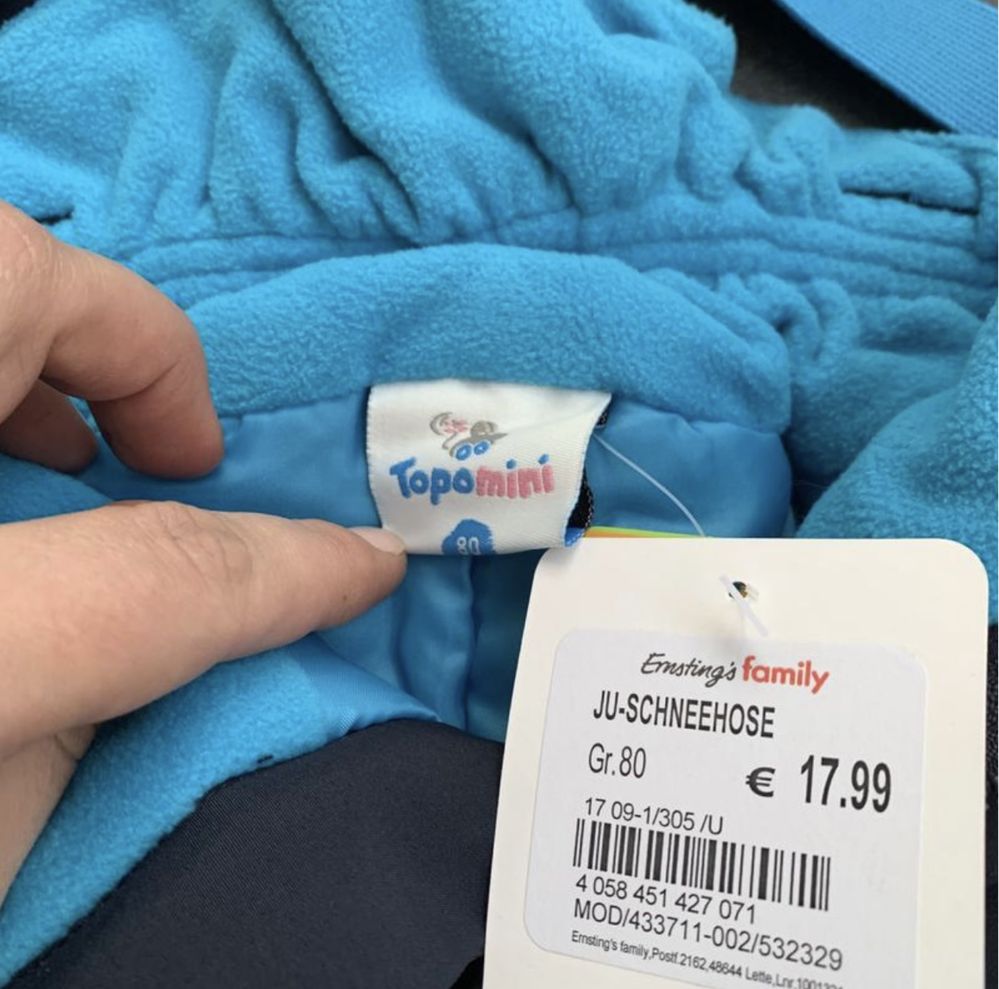 Topomini
80
Ernsting's family
JU-SCHNEEHOSE
Gr.80
€ 17.99
17 09-1/305 /U
4 058 451 427 071
MOD/433711-002/532329
Ernsting's family,Postf.2162,48644 Lette,Lnr.